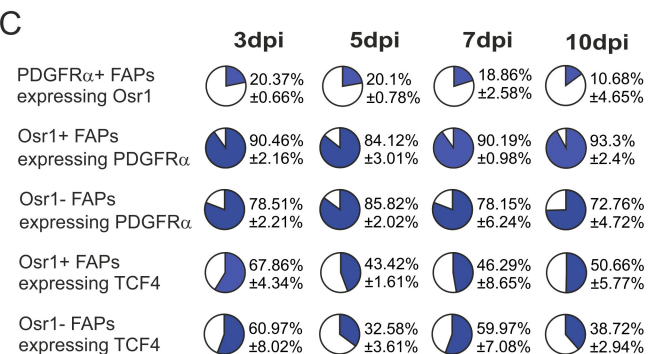 C
3dpi 5dpi 7dpi 10dpi
PDGFRα+ FAPs
expressing Osr1
20.37% 20.1% 18.86% 10.68%
±0.66% ±0.78% ±2.58% ±4.65%
Osr1+ FAPs
expressing PDGFRα
90.46% 84.12% 90.19% 93.3%
±2.16% ±3.01% ±0.98% ±2.4%
Osr1- FAPs
expressing PDGFRα
78.51% 85.82% 78.15% 72.76%
±2.21% ±2.02% ±6.24% ±4.72%
Osr1+ FAPs
expressing TCF4
67.86% 43.42% 46.29% 50.66%
±4.34% ±1.61% ±8.65% ±5.77%
Osr1- FAPs
expressing TCF4
60.97% 32.58% 59.97% 38.72%
±8.02% ±3.61% ±7.08% ±2.94%